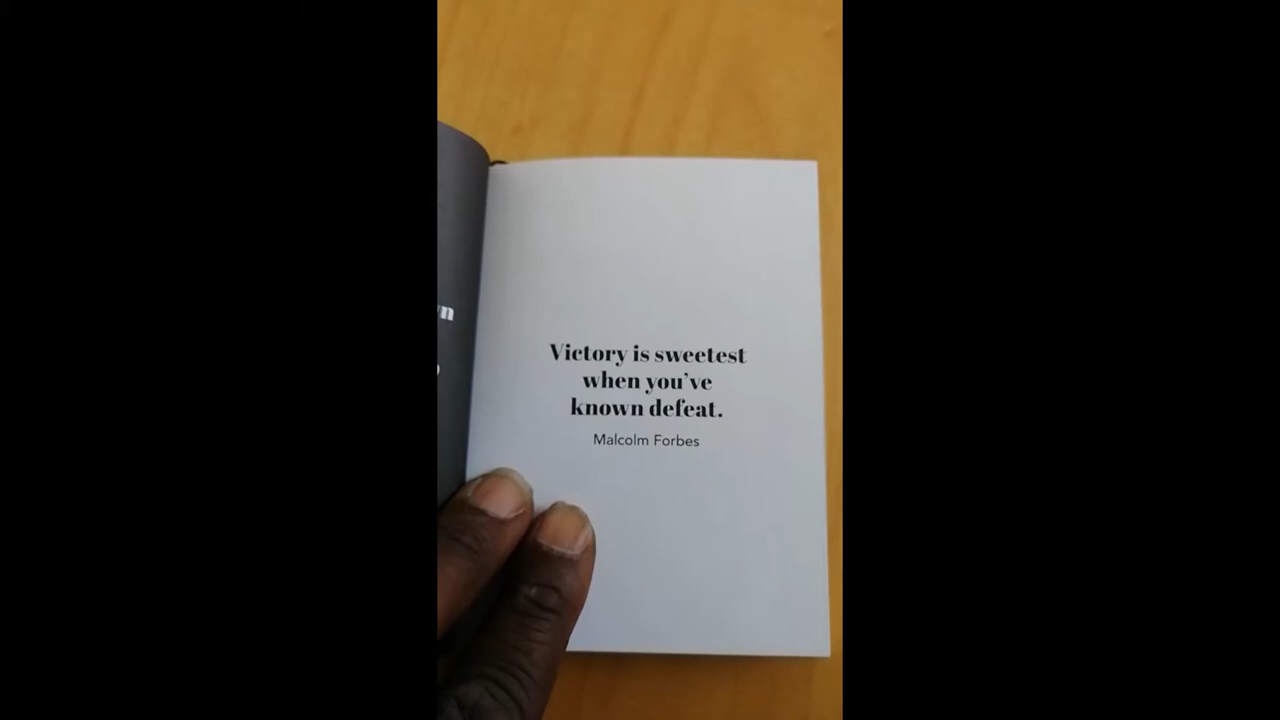 Victory is sweetest
when you've
known defeat.
Malcolm Forbes